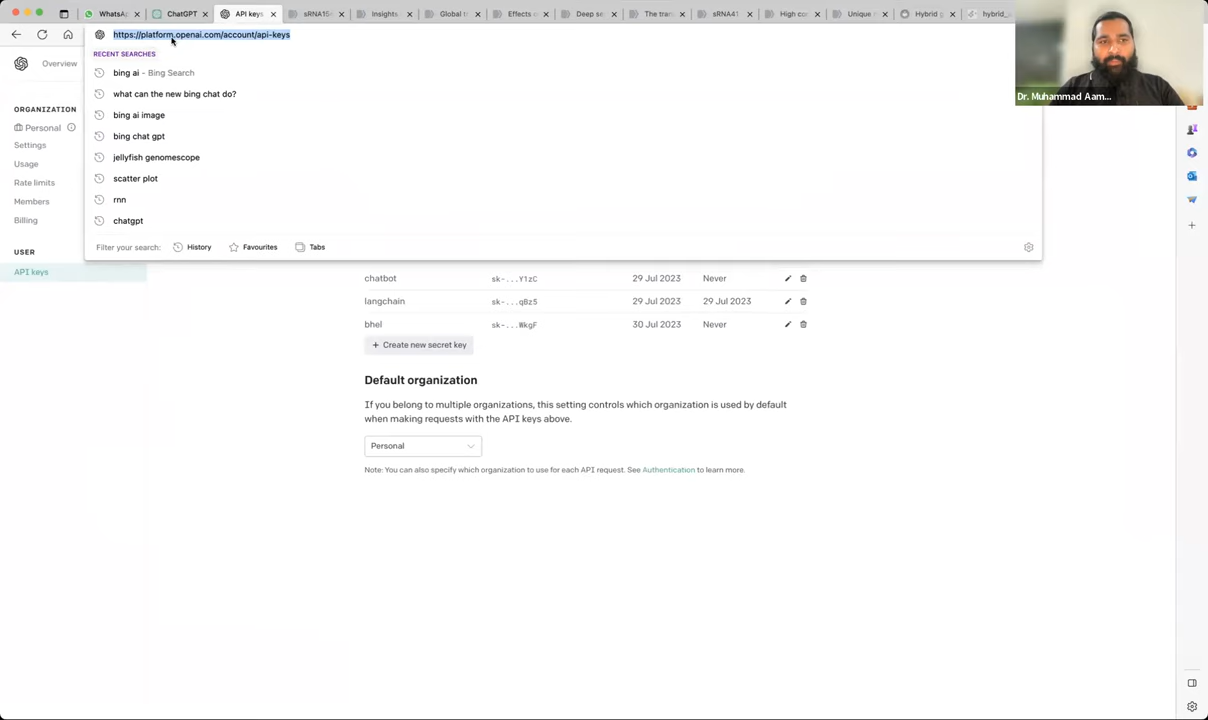 WhatsA
ChatGPT
API keys
sRNA15
Insights
Global t
Effects
Deep se
The tran
sRNA41
High co
Unique
Hybrid g
hybrid_
https://platform.openai.com/account/api-keys
RECENT SEARCHES
bing ai - Bing Search
what can the new bing chat do?
bing ai image
bing chat gpt
jellyfish genomescope
scatter plot
rnn
chatgpt
Filter your search: History Favourites Tabs
Overview
ORGANIZATION
Personal
Settings
Usage
Rate limits
Members
Billing
USER
API keys
chatbot sk-...Y1zC 29 Jul 2023 Never
langchain sk-...qBz5 29 Jul 2023 29 Jul 2023
bhel sk-...WkgF 30 Jul 2023 Never
+ Create new secret key
Default organization
If you belong to multiple organizations, this setting controls which organization is used by default
when making requests with the API keys above.
Personal
Note: You can also specify which organization to use for each API request. See Authentication to learn more.
Dr. Muhammad Aam...